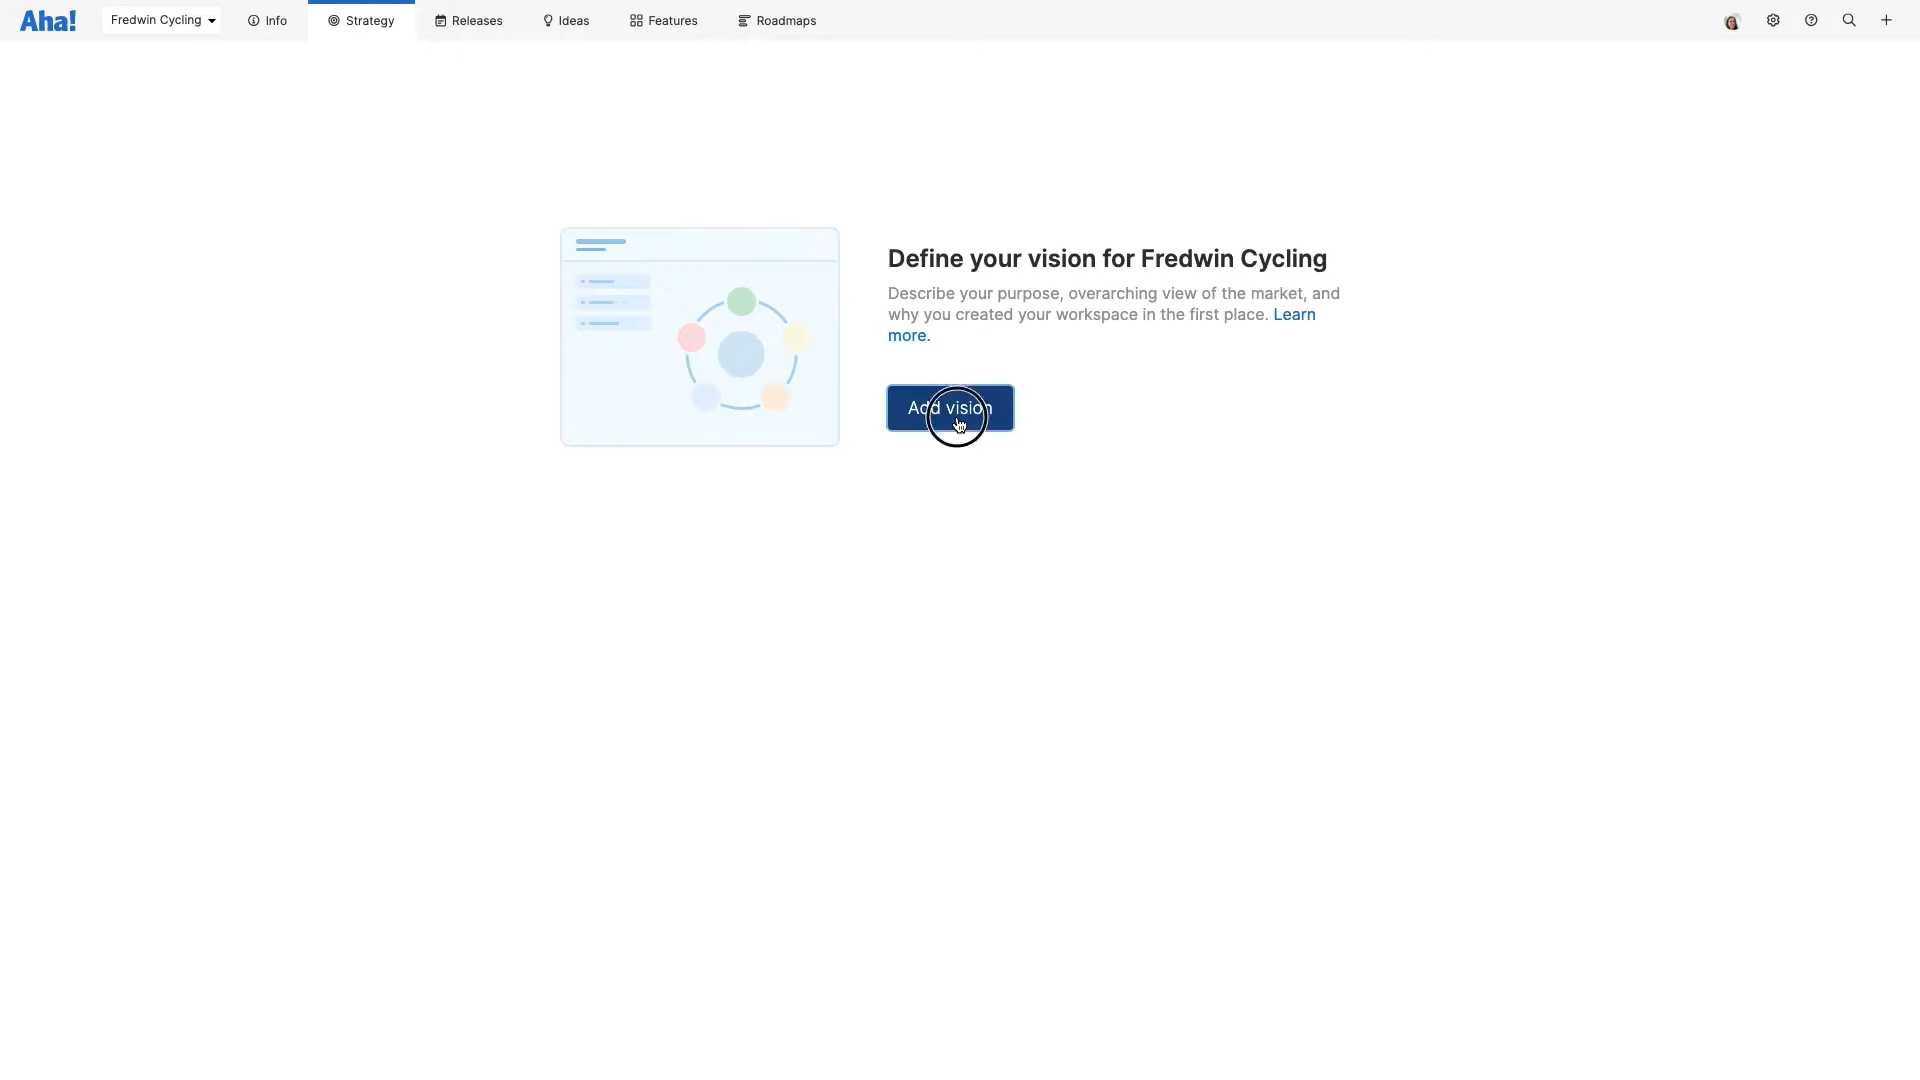 Aha! Fredwin Cycling Info Strategy Releases Ideas Features Roadmaps
Define your vision for Fredwin Cycling
Describe your purpose, overarching view of the market, and
why you created your workspace in the first place. Learn
more.
Add vision